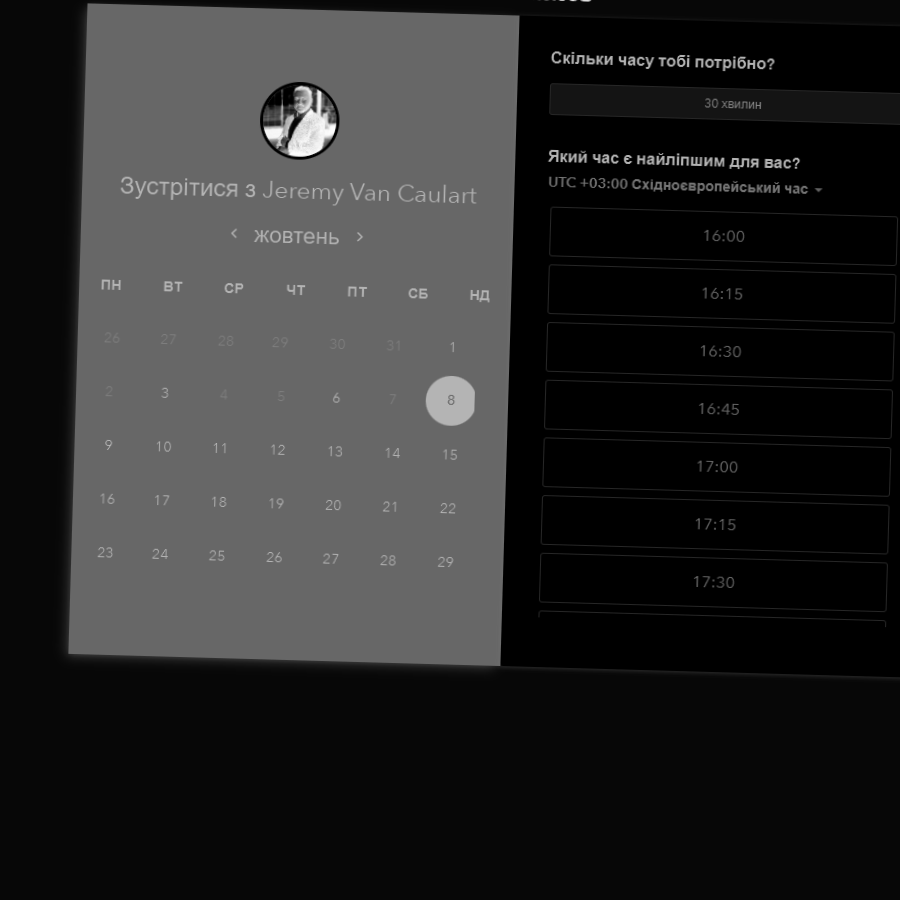 Зустрітися з Jeremy Van Caulart
жовтень
ПН ВТ СР ЧТ ПТ СБ НД
26 27 28 29 30 31 1
2 3 4 5 6 7 8
9 10 11 12 13 14 15
16 17 18 19 20 21 22
23 24 25 26 27 28 29
Скільки часу тобі потрібно?
30 хвилин
Який час є найліпшим для вас?
UTC +03:00 Східноєвропейський час
16:00
16:15
16:30
16:45
17:00
17:15
17:30